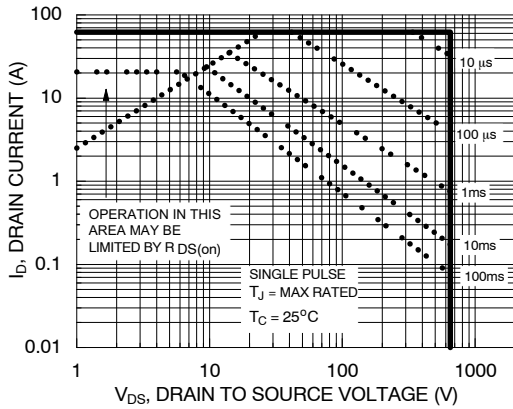 100
10
1
0.1
0.01
I_D, DRAIN CURRENT (A)
10 µs
100 µs
1ms
10ms
100ms
OPERATION IN THIS
AREA MAY BE
LIMITED BY R DS(on)
SINGLE PULSE
T_J = MAX RATED
T_C = 25°C
1
10
100
1000
V_DS, DRAIN TO SOURCE VOLTAGE (V)